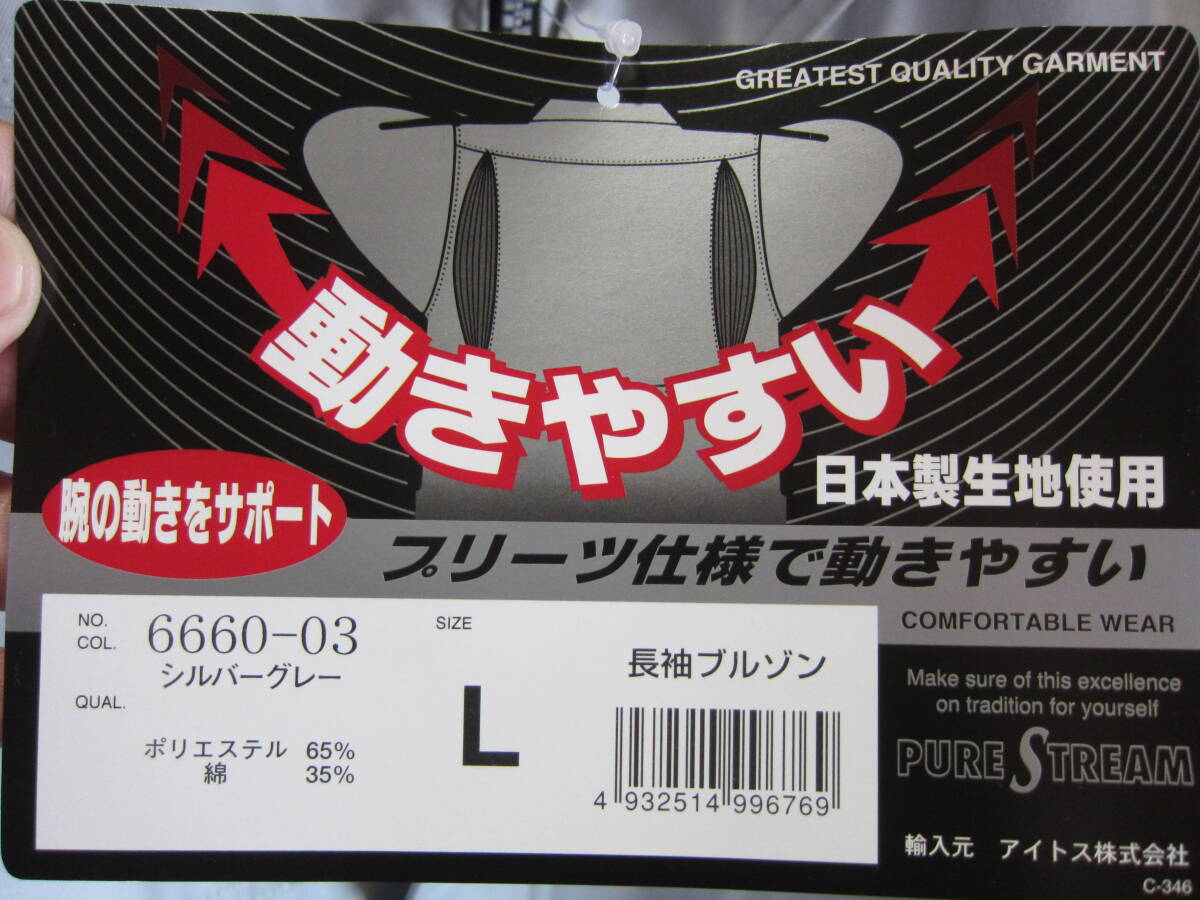 GREATEST QUALITY GARMENT
動きやすい
日本製生地使用
腕の動きをサポート
プリーツ仕様で動きやすい
COMFORTABLE WEAR
NO.
COL.
6660-03
シルバーグレー
SIZE
L
QUAL.
ポリエステル 65%
綿 35%
長袖ブルゾン
4 932514 996769
Make sure of this excellence
on tradition for yourself
PURE STREAM
輸入元 アイトス株式会社
C-346